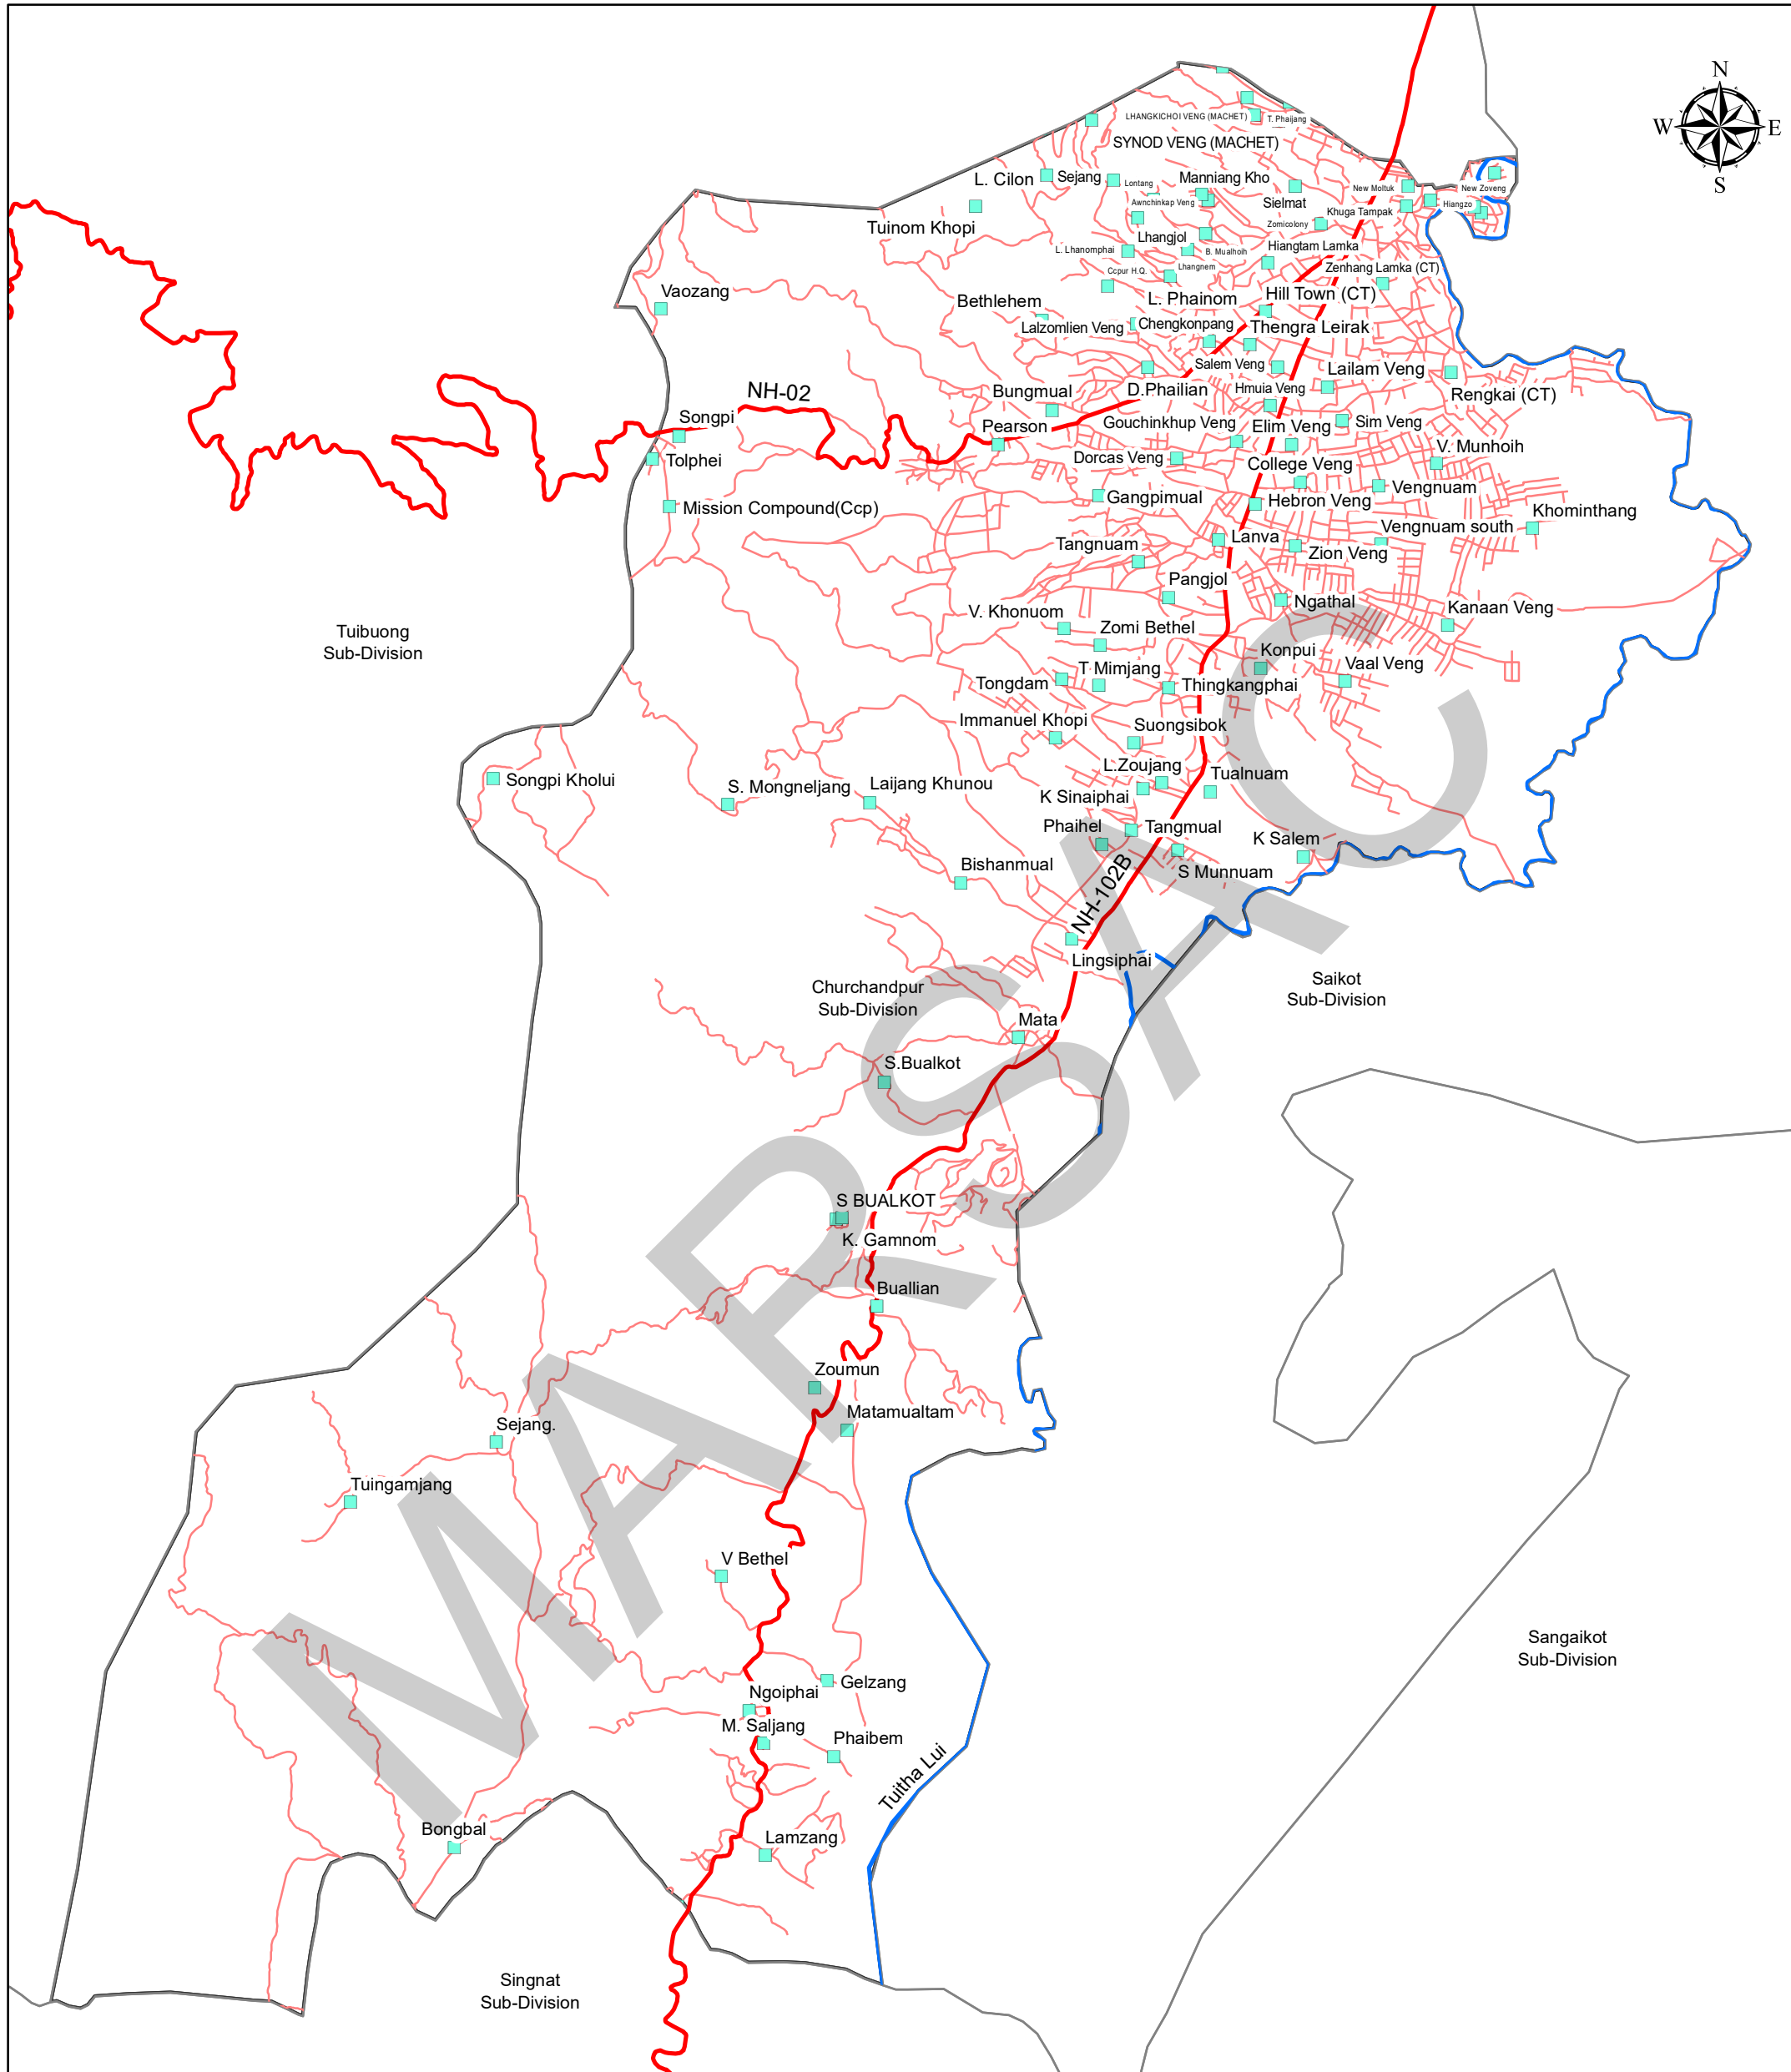 N
W E
S
LHANGKICHOI VENG (MACHET)
T. Phaijang
SYNOD VENG (MACHET)
L. Cilon
Sejang
Lontang
Manniang Kho
New Moltuk
New Zoveng
Awnchinkap Veng
Sielmat
Khuga Tampak
Hiangzo
Tuinom Khopi
Zomicolony
Lhangjol
L. Lhanomphai
B. Mualhoih
Hiangtam Lamka
Ccpur H.Q.
Lhangnem
Zenhang Lamka (CT)
Vaozang
Bethlehem
L. Phainom
Hill Town (CT)
Lalzomlien Veng
Chengkonpang
Thengra Leirak
Salem Veng
Lailam Veng
NH-02
Bungmual
D.Phailian
Hmuia Veng
Rengkai (CT)
Songpi
Pearson
Gouchinkhup Veng
Elim Veng
Sim Veng
Tolphei
Dorcas Veng
College Veng
V. Munhoih
Mission Compound(Ccp)
Gangpimual
Hebron Veng
Vengnuam
Khominthang
Tangnuam
Lanva
Vengnuam south
Zion Veng
Pangjol
Ngathal
Kanaan Veng
V. Khonuom
Zomi Bethel
Tuibuong
Sub-Division
Konpui
Vaal Veng
T Mimjang
Tongdam
Thingkangphai
Immanuel Khopi
Suongsibok
L.Zoujang
Tualnuam
Songpi Kholui
S. Mongneljang
Laijang Khunou
K Sinaiphai
Phaihel
Tangmual
K Salem
Bishanmual
S Munnuam
NH-102B
Lingsiphai
Churchandpur
Sub-Division
Saikot
Sub-Division
Mata
S.Bualkot
S BUALKOT
K. Gamnom
Buallian
Zoumun
Matamualtam
Sejang.
Tuingamjang
V Bethel
Sangaikot
Sub-Division
Gelzang
Ngoiphai
M. Saljang
Phaibem
Tuitha Lui
Bongbal
Lamzang
Singnat
Sub-Division
MARSAC